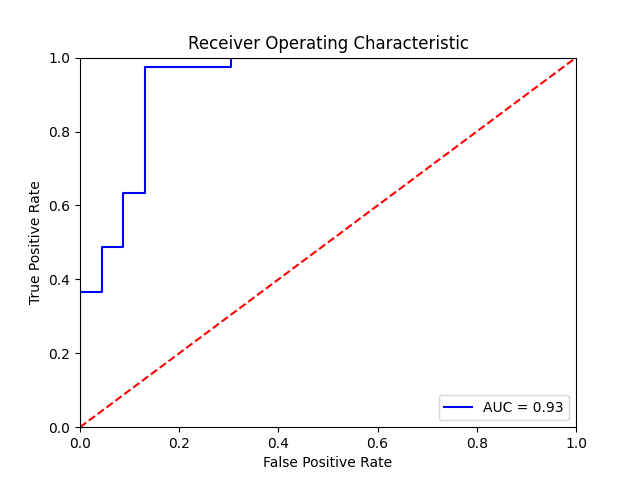 Receiver Operating Characteristic
True Positive Rate
1.0
0.8
0.6
0.4
0.2
0.0
AUC = 0.93
0.0 0.2 0.4 0.6 0.8 1.0
False Positive Rate